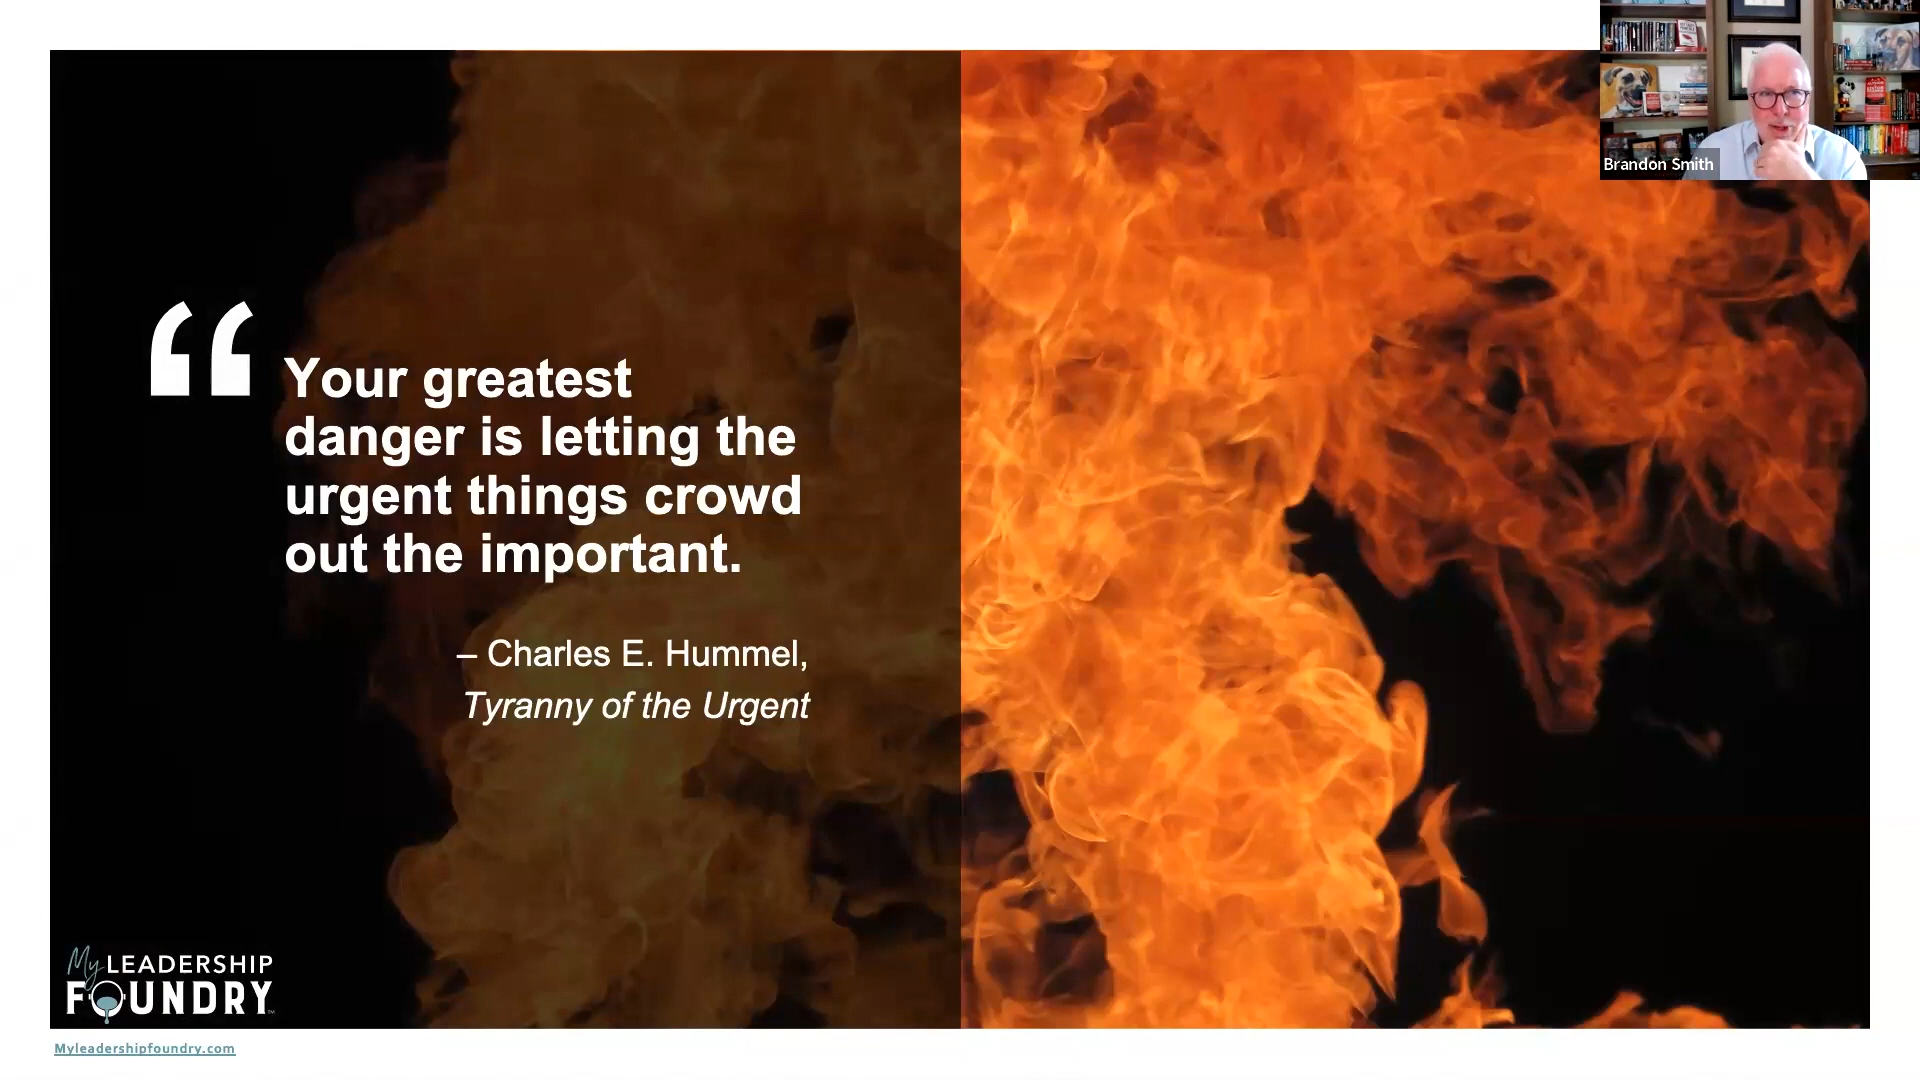 Brandon Smith
“
Your greatest
danger is letting the
urgent things crowd
out the important.
– Charles E. Hummel,
Tyranny of the Urgent
My LEADERSHIP
FOUNDRY
Myleadershipfoundry.com